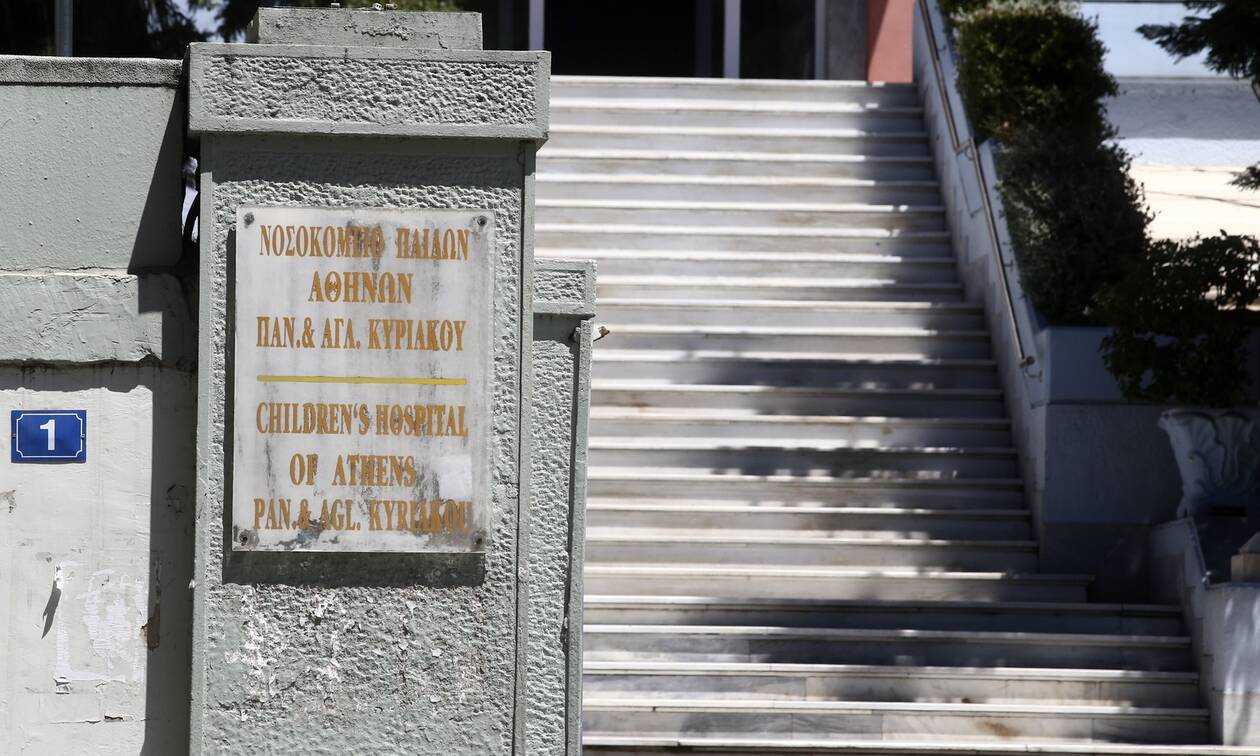 ΝΟΣΟΚΟΜΕΙΟ ΠΑΙΔΩΝ
ΑΘΗΝΩΝ
ΠΑΝ. & ΑΓΛ. ΚΥΡΙΑΚΟΥ
CHILDREN'S HOSPITAL
OF ATHENS
PAN. & AGL. KYRIAKOU
1